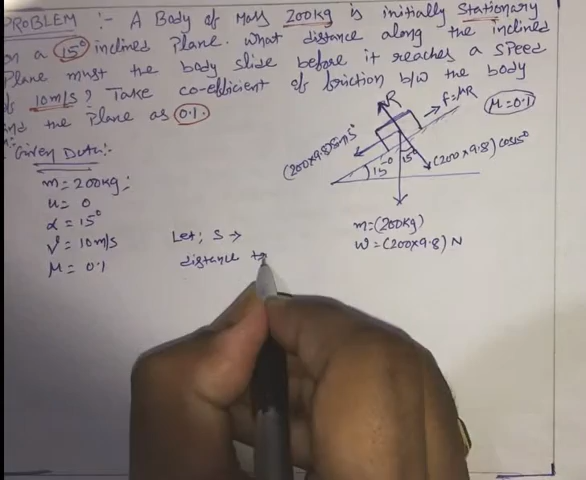 PROBLEM :- A Body of Mass 200kg is initially Stationary
on a 15° inclined Plane. What distance along the inclined
Plane must the body slide before it reaches a speed
of 10m/s? Take co-efficient of friction b/w the body
and the Plane as 0.1.
Given Data:-
m = 200kg
u = 0
α = 15°
V = 10m/s
μ = 0.1
Let; S →
distance
R
f=μR
μ=0.1
(200×9.8)sin15°
15°
15°
(200×9.8)cos15°
m=(200kg)
W=(200×9.8) N